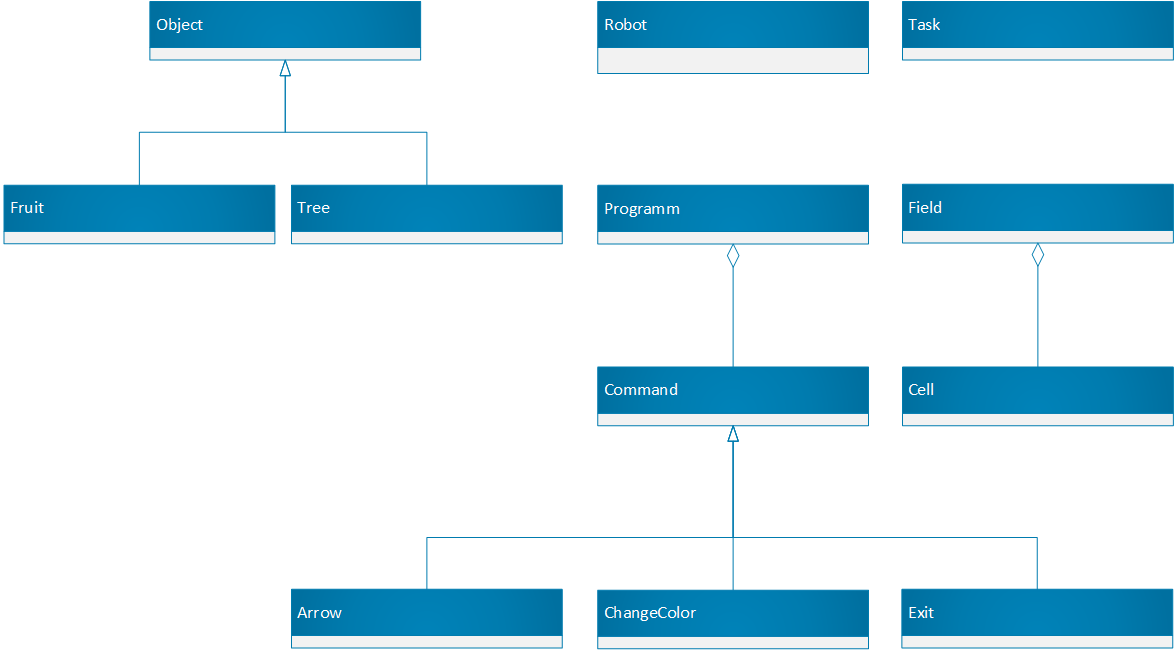 Object
Robot
Task
Fruit
Tree
Programm
Field
Command
Cell
Arrow
ChangeColor
Exit